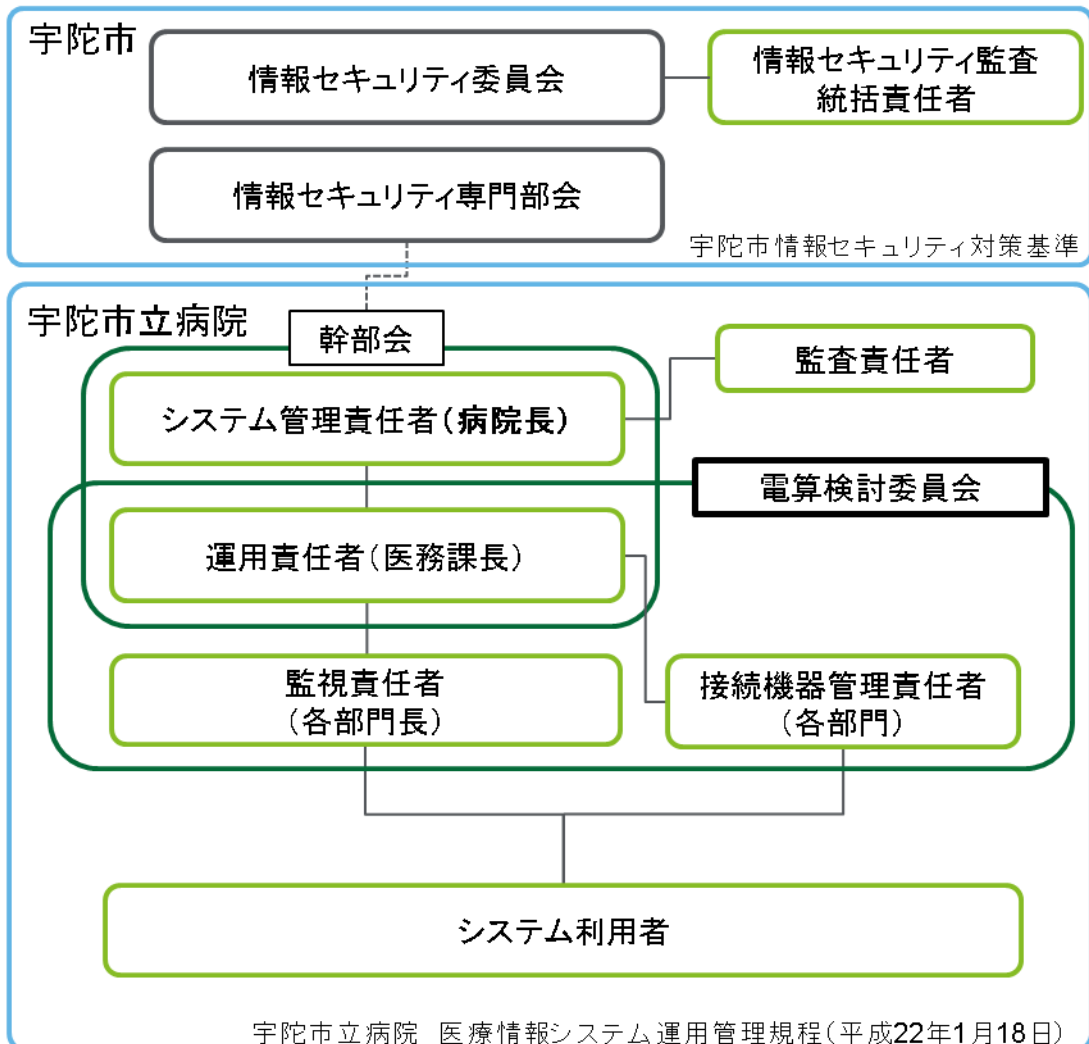 宇陀市
情報セキュリティ委員会
情報セキュリティ監査
統括責任者
情報セキュリティ専門部会
宇陀市情報セキュリティ対策基準
宇陀市立病院
幹部会
監査責任者
システム管理責任者(病院長)
電算検討委員会
運用責任者(医務課長)
監視責任者
(各部門長)
接続機器管理責任者
(各部門)
システム利用者
宇陀市立病院 医療情報システム運用管理規程(平成22年1月18日)